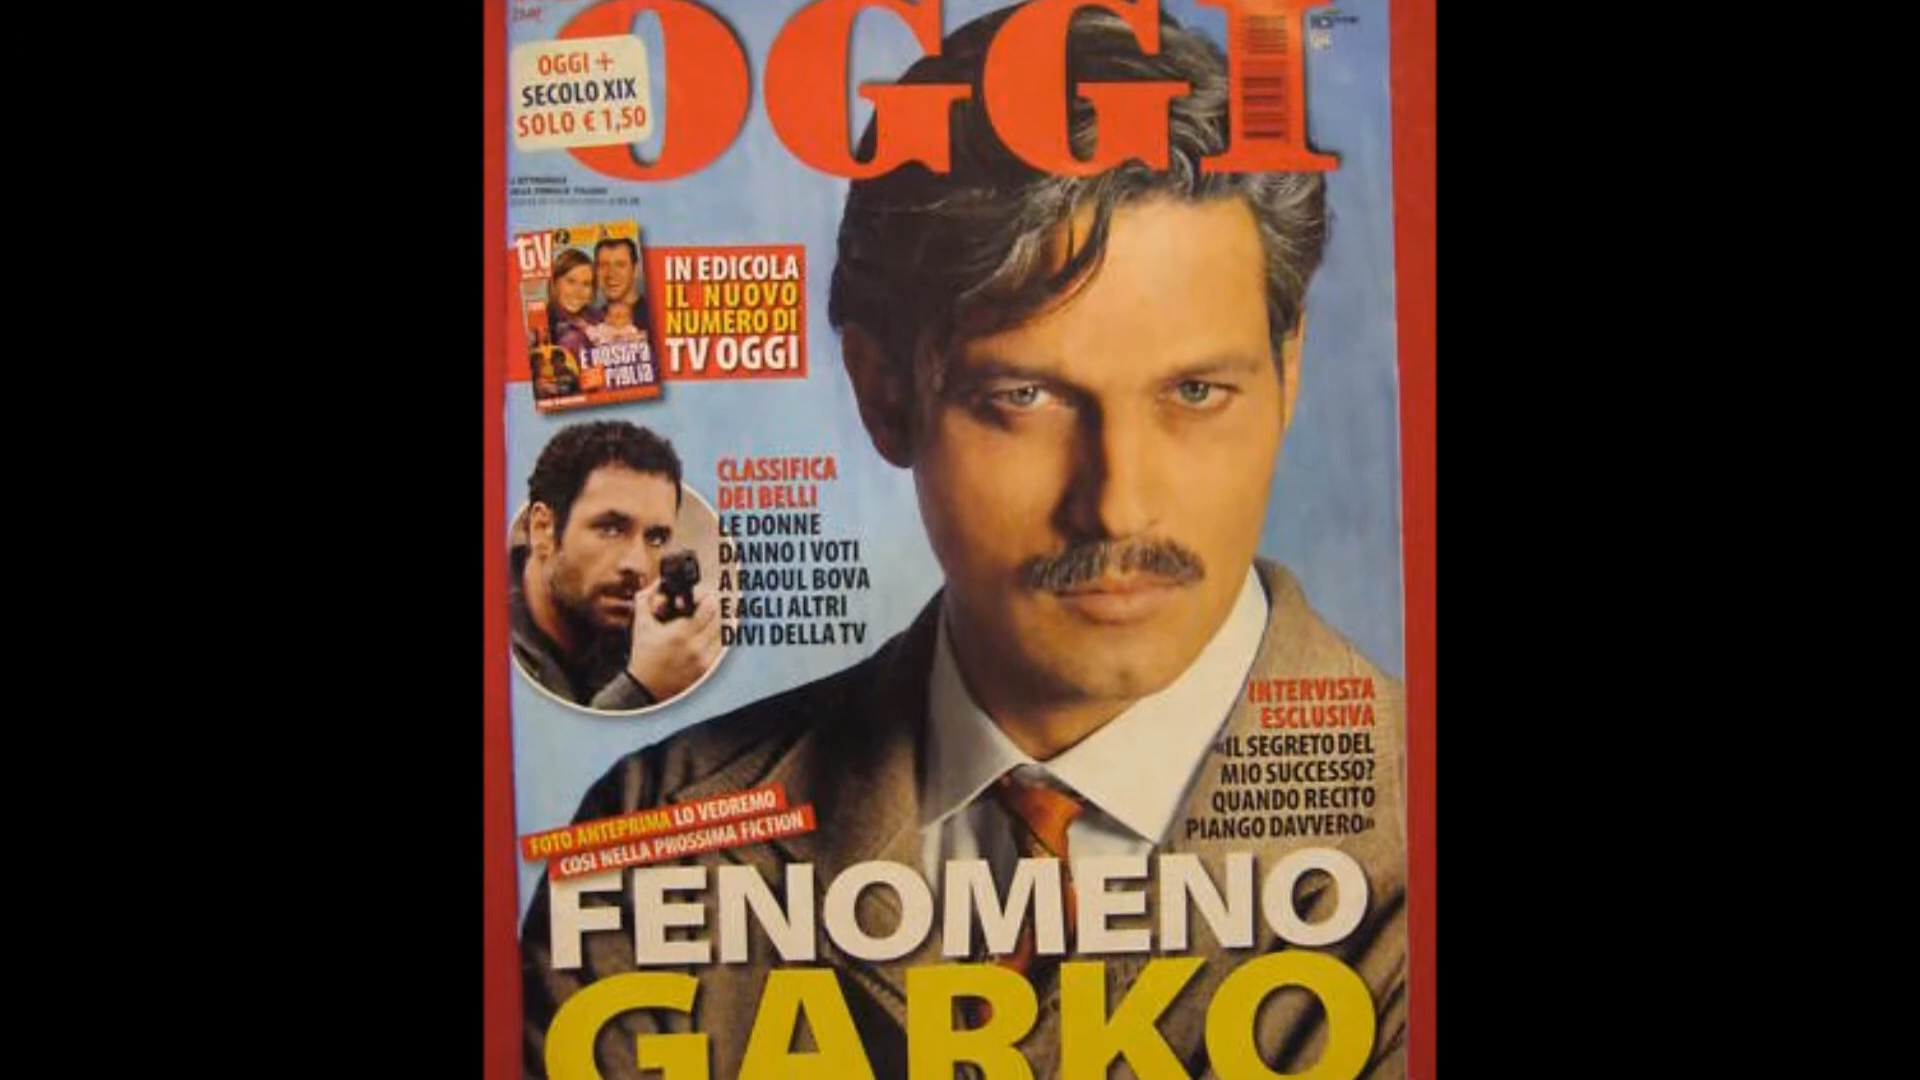 OGGI
OGGI +
SECOLO XIX
SOLO € 1,50
tv
È NOSTRA
FIGLIA
IN EDICOLA
IL NUOVO
NUMERO DI
TV OGGI
CLASSIFICA
DEI BELLI
LE DONNE
DANNO I VOTI
A RAOUL BOVA
E AGLI ALTRI
DIVI DELLA TV
INTERVISTA
ESCLUSIVA
«IL SEGRETO DEL
MIO SUCCESSO?
QUANDO RECITO
PIANGO DAVVERO»
FOTO ANTEPRIMA LO VEDREMO
COSÌ NELLA PROSSIMA FICTION
FENOMENO
GARKO